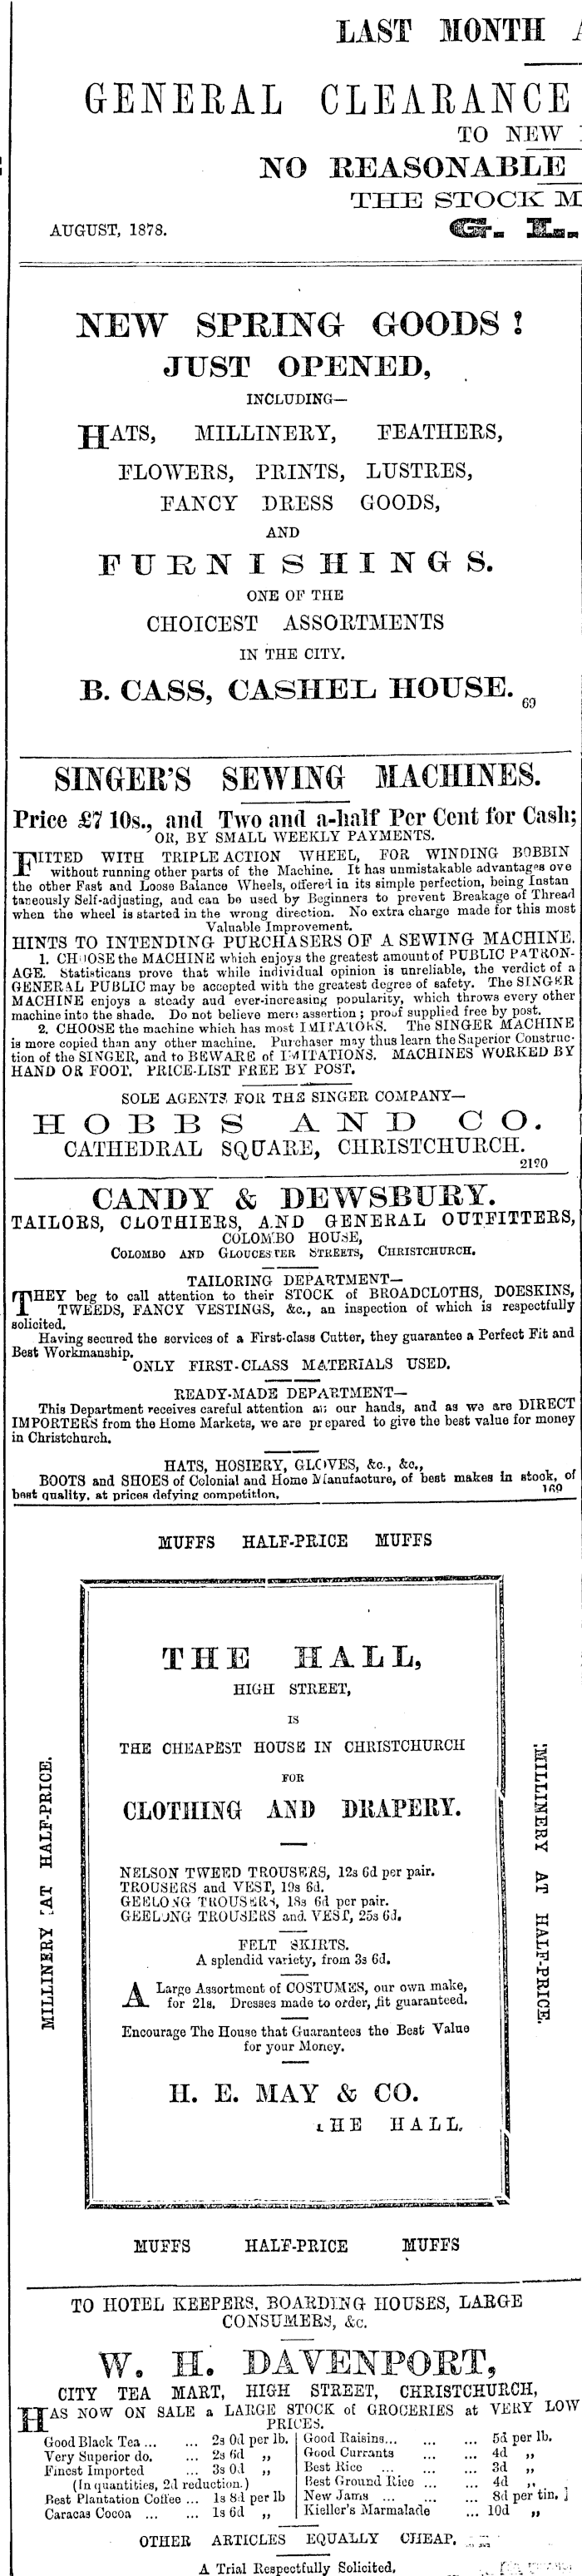 LAST MONTH
GENERAL CLEARANCE
TO NEW
NO REASONABLE
THE STOCK M
AUGUST, 1878.
G. L.
NEW SPRING GOODS!
JUST OPENED,
INCLUDING—
HATS, MILLINERY, FEATHERS,
FLOWERS, PRINTS, LUSTRES,
FANCY DRESS GOODS,
AND
FURNISHINGS.
ONE OF THE
CHOICEST ASSORTMENTS
IN THE CITY.
B. CASS, CASHEL HOUSE.
69
SINGER'S SEWING MACHINES.
Price £7 10s., and Two and a-half Per Cent for Cash;
OR, BY SMALL WEEKLY PAYMENTS.
FITTED WITH TRIPLE ACTION WHEEL, FOR WINDING BOBBIN
without running other parts of the Machine. It has unmistakable advantages ove
the other Fast and Loose Balance Wheels, offered in its simple perfection, being Instan
taneously Self-adjusting, and can be used by Beginners to prevent Breakage of Thread
when the wheel is started in the wrong direction. No extra charge made for this most
Valuable Improvement.
HINTS TO INTENDING PURCHASERS OF A SEWING MACHINE.
1. CHOOSE the MACHINE which enjoys the greatest amount of PUBLIC PATRON-
AGE. Statisticans prove that while individual opinion is unreliable, the verdict of a
GENERAL PUBLIC may be accepted with the greatest degree of safety. The SINGER
MACHINE enjoys a steady and ever-increasing popularity, which throws every other
machine into the shade. Do not believe mere assertion; proof supplied free by post.
2. CHOOSE the machine which has most IMITATORS. The SINGER MACHINE
is more copied than any other machine. Purchaser may thus learn the Superior Construc-
tion of the SINGER, and to BEWARE of IMITATIONS. MACHINES WORKED BY
HAND OR FOOT. PRICE-LIST FREE BY POST.
SOLE AGENTS FOR THE SINGER COMPANY—
HOBBS AND CO.
CATHEDRAL SQUARE, CHRISTCHURCH.
2120
CANDY & DEWSBURY.
TAILORS, CLOTHIERS, AND GENERAL OUTFITTERS,
COLOMBO HOUSE,
COLOMBO AND GLOUCESTER STREETS, CHRISTCHURCH.
TAILORING DEPARTMENT—
THEY beg to call attention to their STOCK of BROADCLOTHS, DOESKINS,
TWEEDS, FANCY VESTINGS, &c., an inspection of which is respectfully
solicited.
Having secured the services of a First-class Cutter, they guarantee a Perfect Fit and
Best Workmanship.
ONLY FIRST-CLASS MATERIALS USED.
READY-MADE DEPARTMENT—
This Department receives careful attention at our hands, and as we are DIRECT
IMPORTERS from the Home Markets, we are prepared to give the best value for money
in Christchurch.
HATS, HOSIERY, GLOVES, &c., &c.,
BOOTS and SHOES of Colonial and Home Manufacture, of best makes in stock, of
best quality, at prices defying competition.
169
MUFFS HALF-PRICE MUFFS
MILLINERY AT HALF-PRICE.
THE HALL,
HIGH STREET,
IS
THE CHEAPEST HOUSE IN CHRISTCHURCH
FOR
CLOTHING AND DRAPERY.
NELSON TWEED TROUSERS, 12s 6d per pair.
TROUSERS and VEST, 19s 6d.
GEELONG TROUSERS, 18s 6d per pair.
GEELONG TROUSERS and VEST, 25s 6d.
FELT SKIRTS.
A splendid variety, from 3s 6d.
A Large Assortment of COSTUMES, our own make,
for 21s. Dresses made to order, fit guaranteed.
Encourage The House that Guarantees the Best Value
for your Money.
H. E. MAY & CO.
THE HALL.
MILLINERY AT HALF-PRICE.
MUFFS HALF-PRICE MUFFS
TO HOTEL KEEPERS, BOARDING HOUSES, LARGE
CONSUMERS, &c.
W. H. DAVENPORT,
CITY TEA MART, HIGH STREET, CHRISTCHURCH,
HAS NOW ON SALE a LARGE STOCK of GROCERIES at VERY LOW
PRICES.
Good Black Tea ... ... 2s 0d per lb.
Very Superior do. ... 2s 6d „
Finest Imported ... 3s 0d „
(In quantities, 2d reduction.)
Best Plantation Coffee ... 1s 8d per lb
Caracas Cocoa ... ... 1s 6d „
Good Raisins... ... ... 5d per lb.
Good Currants ... ... 4d „
Best Rice ... ... ... 3d „
Best Ground Rice ... ... 4d „
New Jams ... ... ... 8d per tin.
Kieller's Marmalade ... 10d „
OTHER ARTICLES EQUALLY CHEAP.
A Trial Respectfully Solicited.